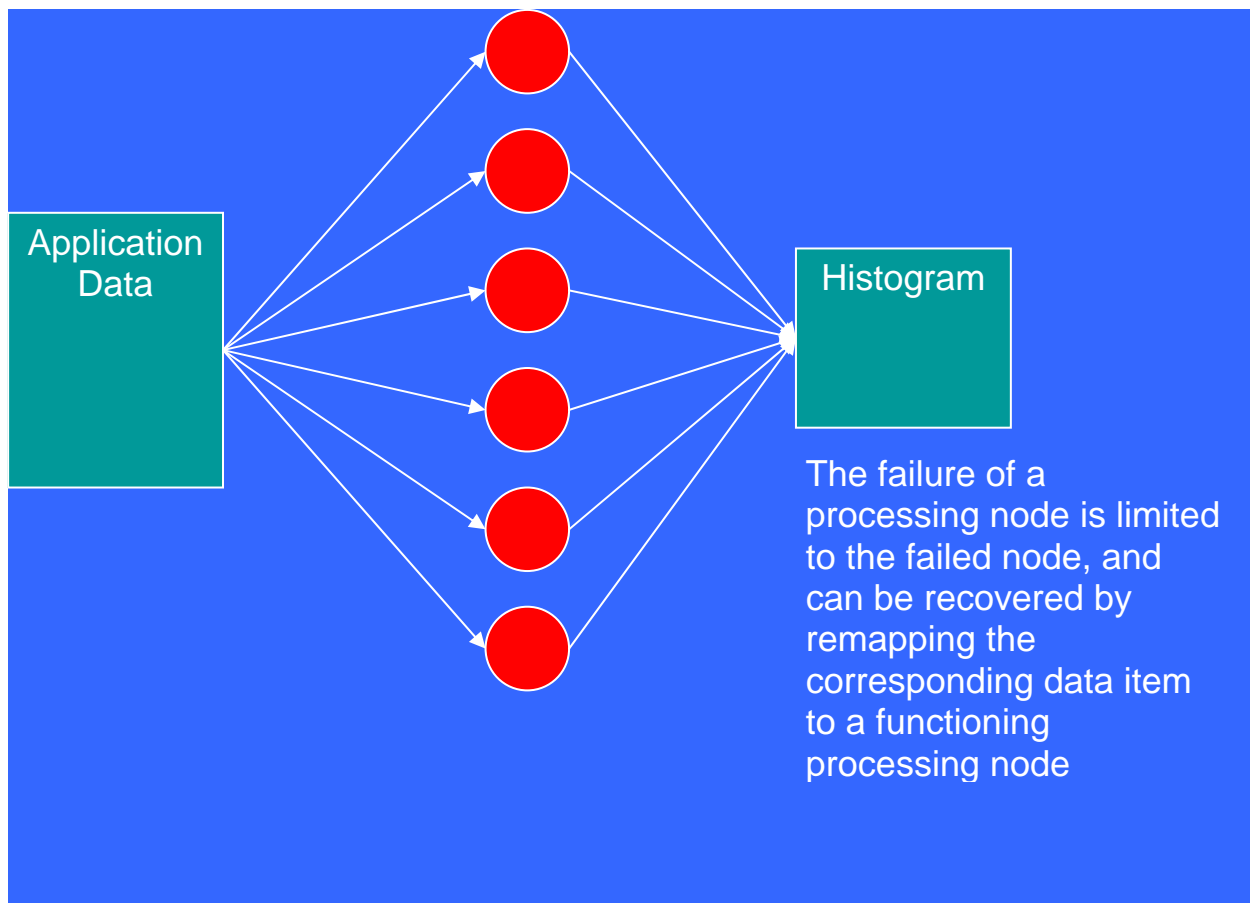 Application
Data
Histogram
The failure of a
processing node is limited
to the failed node, and
can be recovered by
remapping the
corresponding data item
to a functioning
processing node